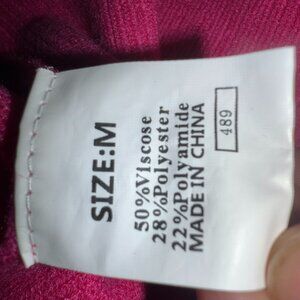 SIZE:M
50%Viscose
28%Polyester
22%Polyamide
MADE IN CHINA
489